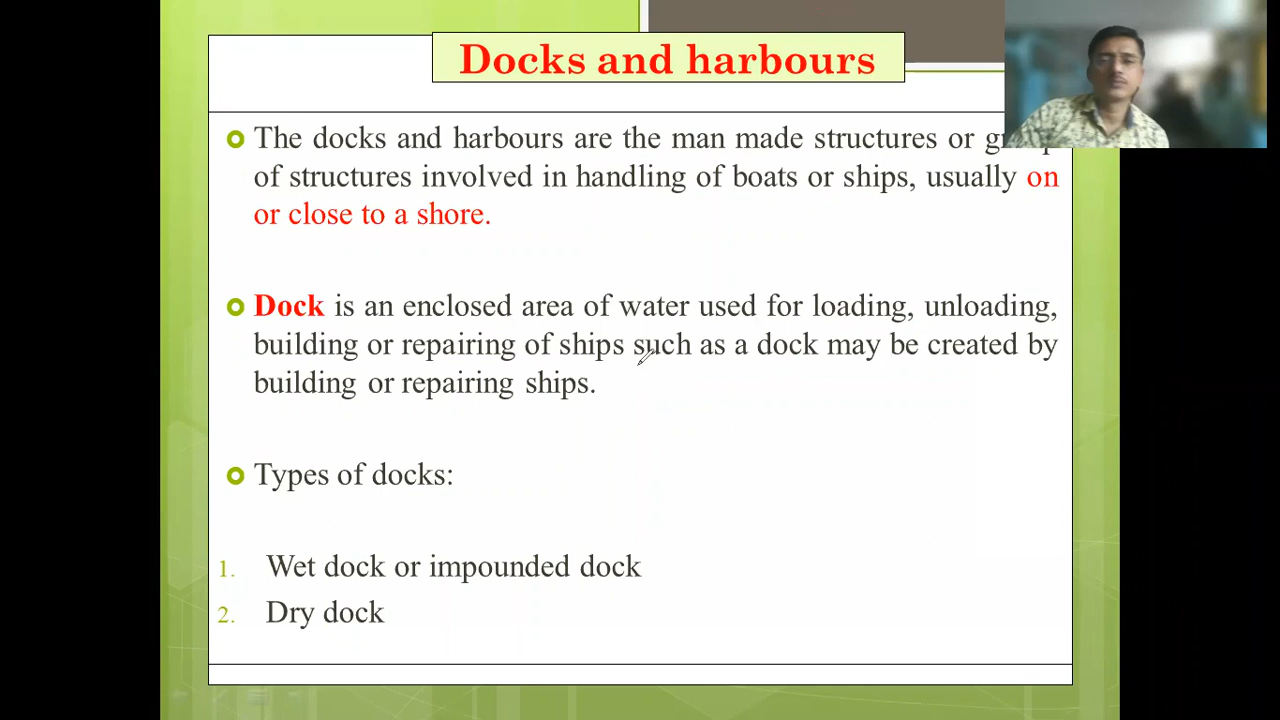 Docks and harbours
The docks and harbours are the man made structures or
of structures involved in handling of boats or ships, usually on
or close to a shore.
Dock is an enclosed area of water used for loading, unloading,
building or repairing of ships such as a dock may be created by
building or repairing ships.
Types of docks:
1. Wet dock or impounded dock
2. Dry dock